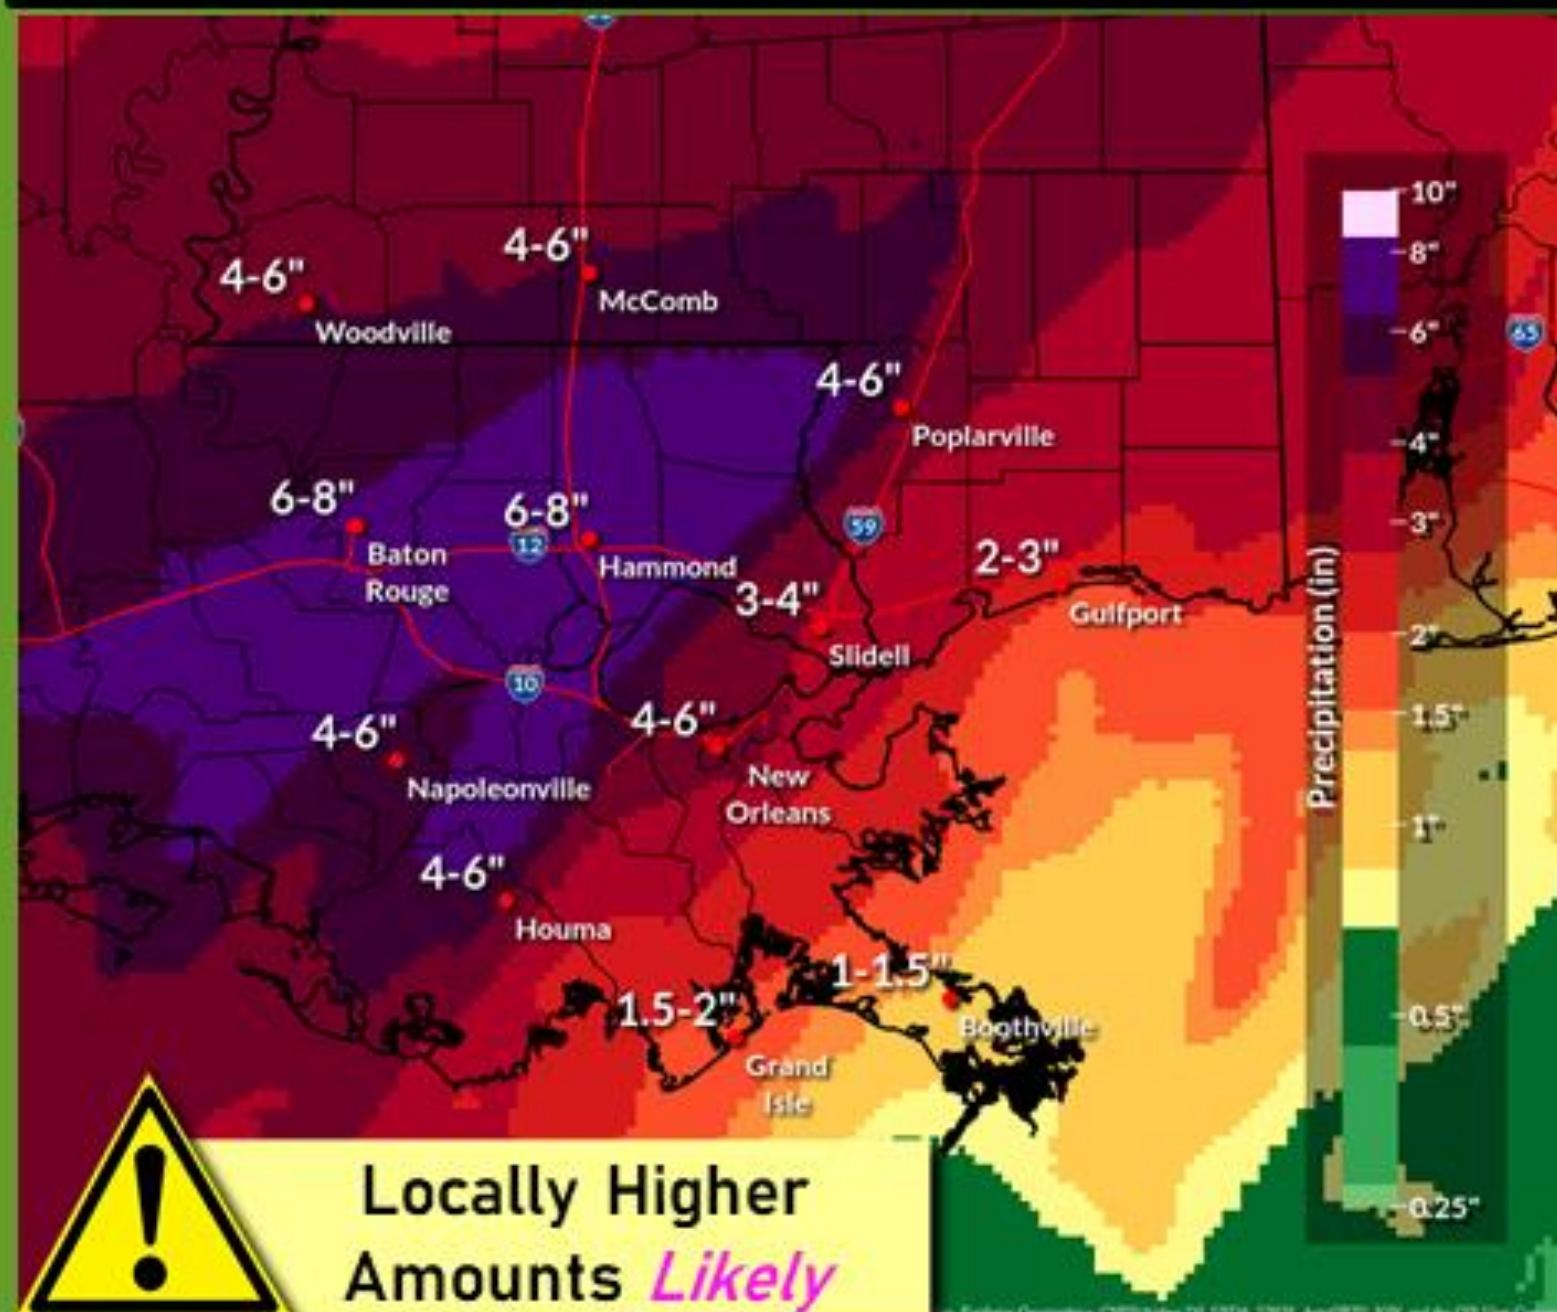 10"
8"
4-6"
McComb
4-6"
Woodville
6"
65
4-6"
Poplarville
4"
6-8"
Baton
Rouge
6-8"
12
Hammond
59
3"
2-3"
Gulfport
3-4"
Slidell
Precipitation (in)
2"
10
4-6"
Napoleonville
4-6"
New
Orleans
1.5"
1"
4-6"
Houma
1-1.5"
Boothville
1.5-2"
Grand
Isle
0.5"
0.25"
Locally Higher
Amounts Likely